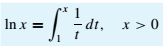 ln x = ∫₁ˣ 1/t dt, x > 0